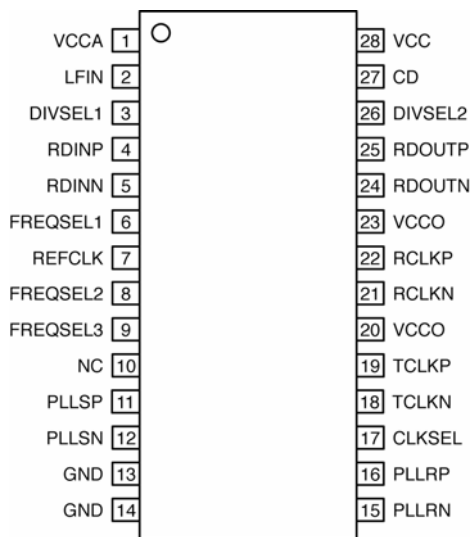 VCCA 1 28 VCC
LFIN 2 27 CD
DIVSEL1 3 26 DIVSEL2
RDINP 4 25 RDOUTP
RDINN 5 24 RDOUTN
FREQSEL1 6 23 VCCO
REFCLK 7 22 RCLKP
FREQSEL2 8 21 RCLKN
FREQSEL3 9 20 VCCO
NC 10 19 TCLKP
PLLSP 11 18 TCLKN
PLLSN 12 17 CLKSEL
GND 13 16 PLLRP
GND 14 15 PLLRN